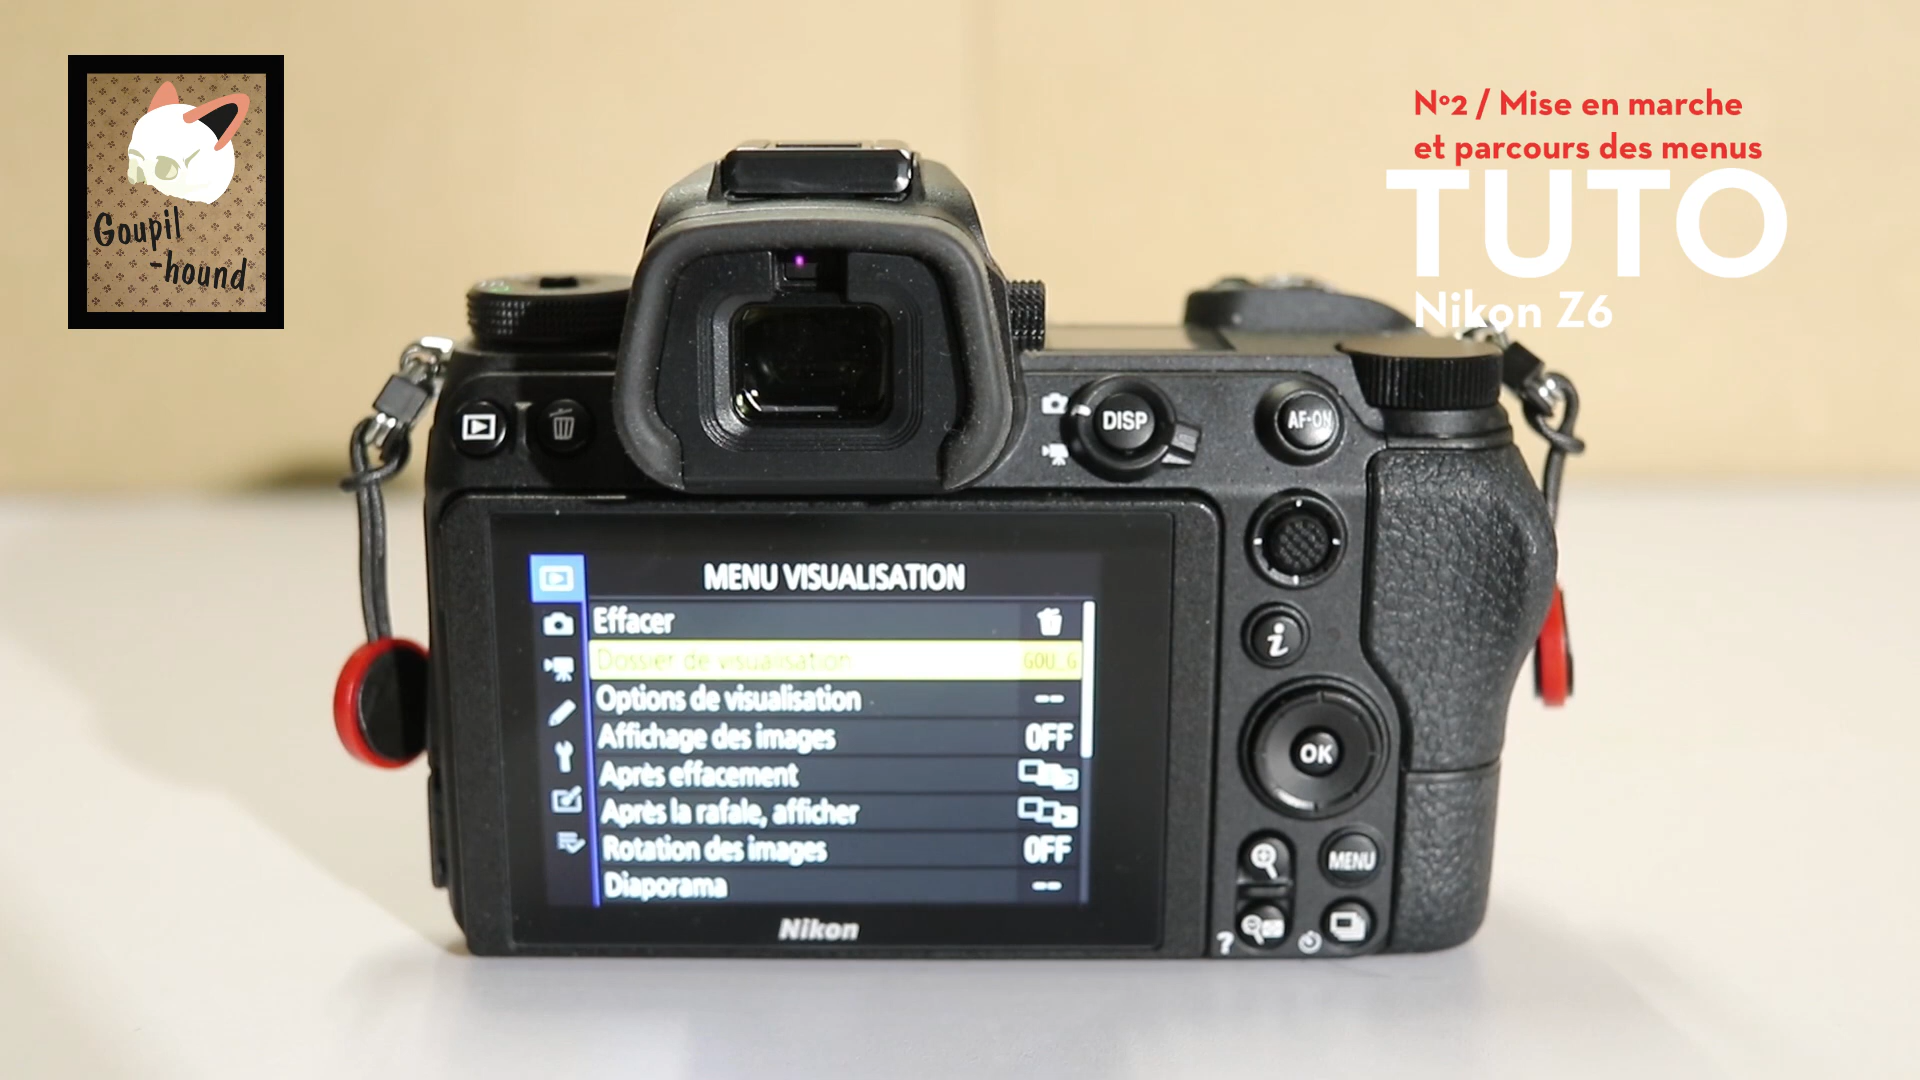 Goupil
-hound
N°2 / Mise en marche
et parcours des menus
TUTO
Nikon Z6
DISP
AF-ON
MENU VISUALISATION
Effacer
Dossier de visualisation GOU_G
Options de visualisation --
Affichage des images OFF
Après effacement
Après la rafale, afficher
Rotation des images OFF
Diaporama --
i
OK
MENU
?
Nikon